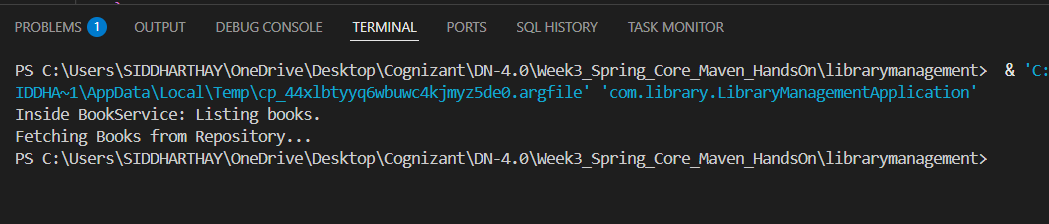 PROBLEMS 1 OUTPUT DEBUG CONSOLE TERMINAL PORTS SQL HISTORY TASK MONITOR
PS C:\Users\SIDDHARTHAY\OneDrive\Desktop\Cognizant\DN-4.0\Week3_Spring_Core_Maven_HandsOn\librarymanagement> & 'C:
IDDHA~1\AppData\Local\Temp\cp_44xlbtyyq6wbuwc4kjmyz5de0.argfile' 'com.library.LibraryManagementApplication'
Inside BookService: Listing books.
Fetching Books from Repository...
PS C:\Users\SIDDHARTHAY\OneDrive\Desktop\Cognizant\DN-4.0\Week3_Spring_Core_Maven_HandsOn\librarymanagement>